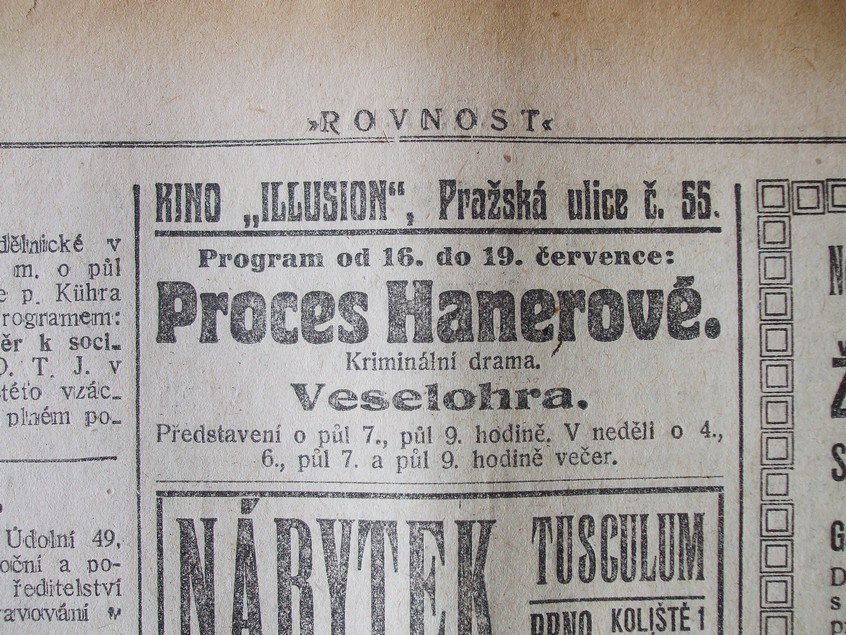 »ROVNOST«
dělnické v
m. o půl
e p. Kühra
rogramem:
ěr k soci-
O. T. J. v
této vzác-
plném po-
Údolní 49,
oční a po-
ředitelství
v
KINO „ILLUSION“, Pražská ulice č. 55.
Program od 16. do 19. července:
Proces Hanerové.
Kriminální drama.
Veselohra.
Představení o půl 7., půl 9. hodině. V neděli o 4.,
6., půl 7. a půl 9. hodině večer.
NÁBYTEK
TUSCULUM
BRNO KOLIŠTĚ 1